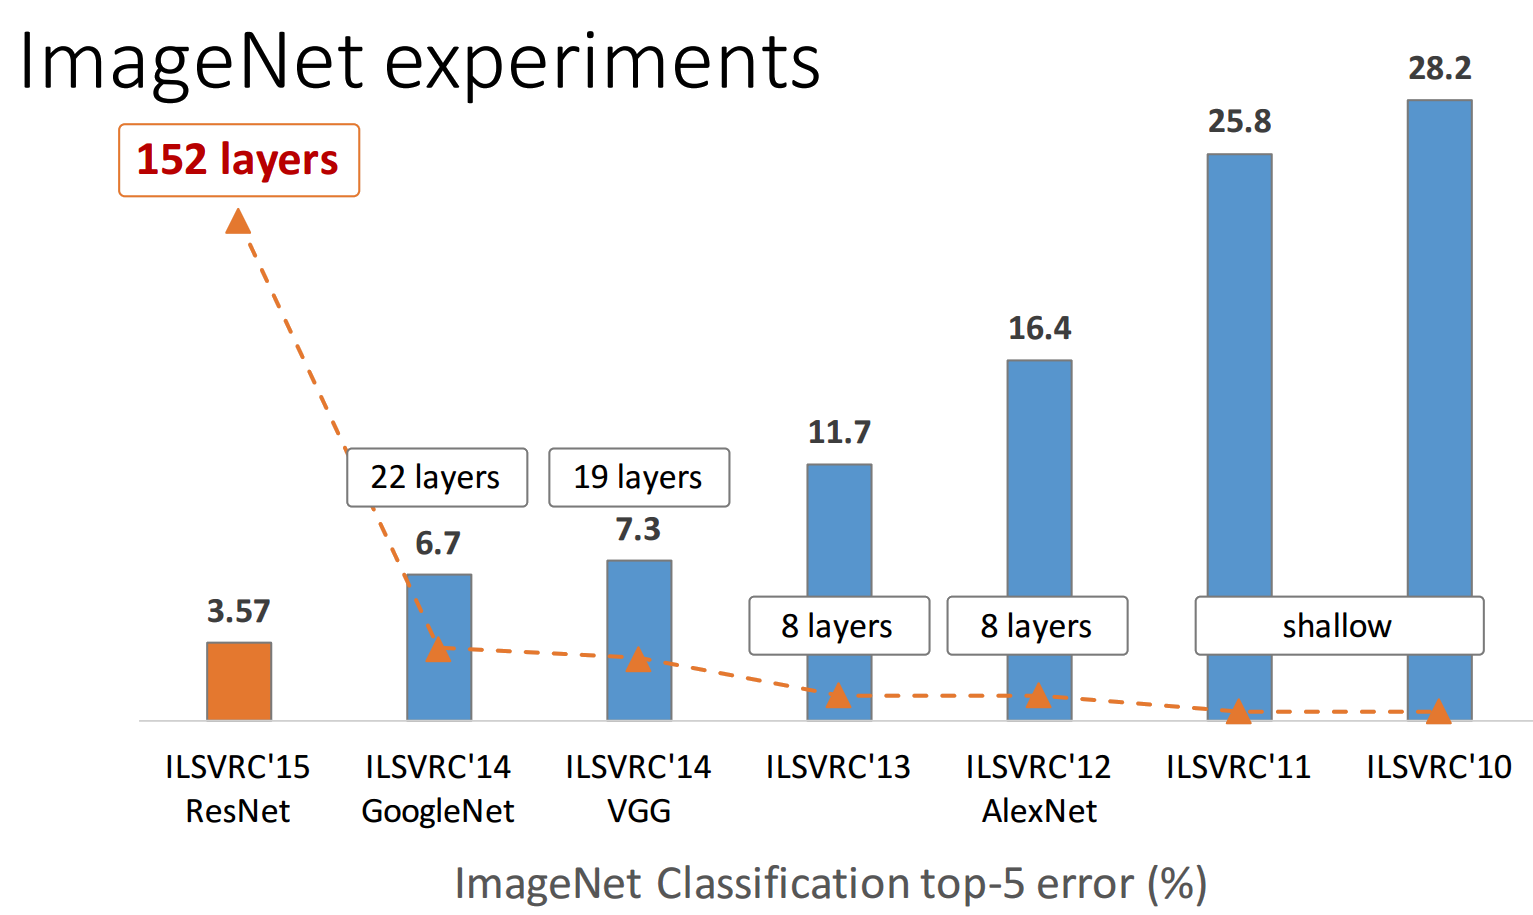 ImageNet experiments
28.2
25.8
152 layers
16.4
11.7
22 layers
19 layers
7.3
6.7
3.57
8 layers
8 layers
shallow
ILSVRC'15
ResNet
ILSVRC'14
GoogleNet
ILSVRC'14
VGG
ILSVRC'13
ILSVRC'12
AlexNet
ILSVRC'11
ILSVRC'10
ImageNet Classification top-5 error (%)